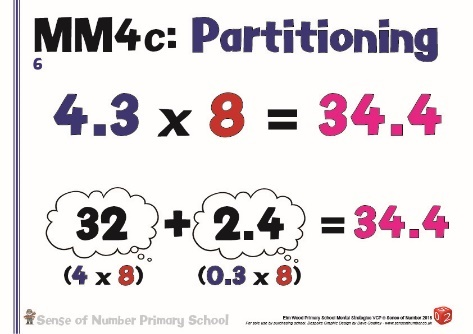 MM4c: Partitioning
6
4.3 x 8 = 34.4
32 + 2.4 = 34.4
(4 x 8) (0.3 x 8)
Sense of Number Primary School